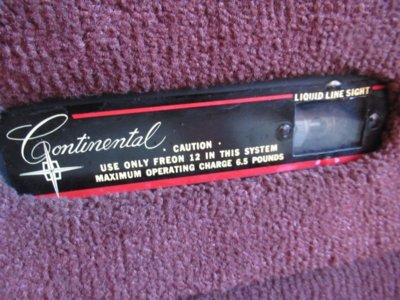 LIQUID LINE SIGHT
Continental
· CAUTION ·
USE ONLY FREON 12 IN THIS SYSTEM
MAXIMUM OPERATING CHARGE 6.5 POUNDS